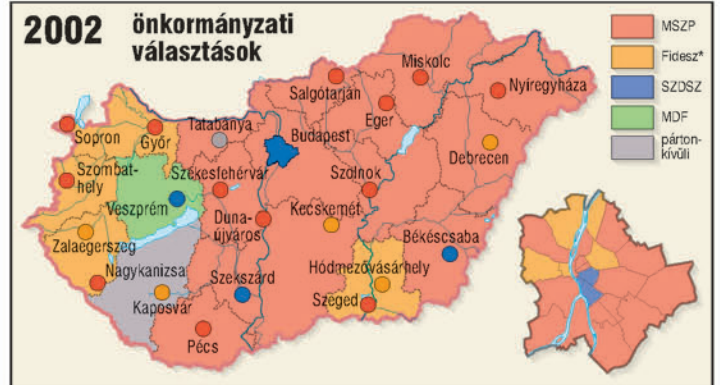 2002 önkormányzati
választások
MSZP
Fidesz*
SZDSZ
MDF
párton-
kívüli
Miskolc
Salgótarján
Nyíregyháza
Eger
Tatabánya
Sopron
Győr
Budapest
Debrecen
Szombat-
hely
Székesfehérvár
Szolnok
Veszprém
Duna-
újváros
Kecskemét
Zalaegerszeg
Békéscsaba
Nagykanizsa
Szekszárd
Hódmezővásárhely
Kaposvár
Szeged
Pécs